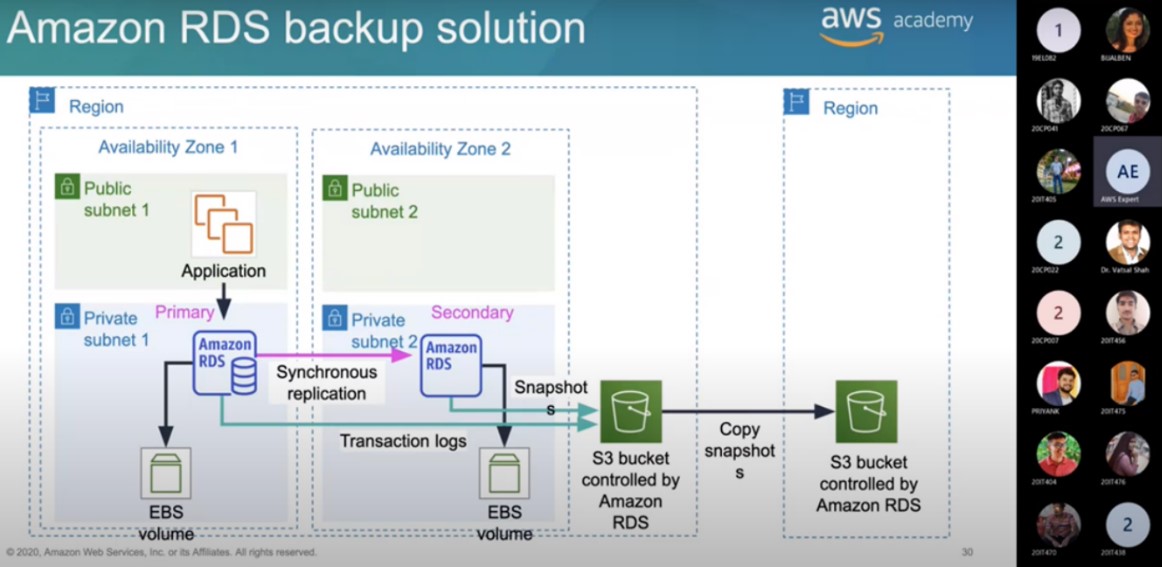 Amazon RDS backup solution
aws academy
Region
Region
Availability Zone 1
Availability Zone 2
Public
subnet 1
Public
subnet 2
Application
Private
subnet 1
Primary
Private
subnet 2
Secondary
Amazon
RDS
Amazon
RDS
Synchronous
replication
Snapshot
s
Transaction logs
Copy
snapshot
s
S3 bucket
controlled by
Amazon
RDS
S3 bucket
controlled by
Amazon RDS
EBS
volume
EBS
volume
© 2020, Amazon Web Services, Inc. or its Affiliates. All rights reserved.
30
1
19EL082
BIJALBEN
20CP041
20CP067
20IT405
AE
AWS Expert
2
20CP022
Dr. Vatsal Shah
2
20CP007
20IT456
PRIYANK
20IT475
20IT404
20IT476
20IT470
2
20IT438